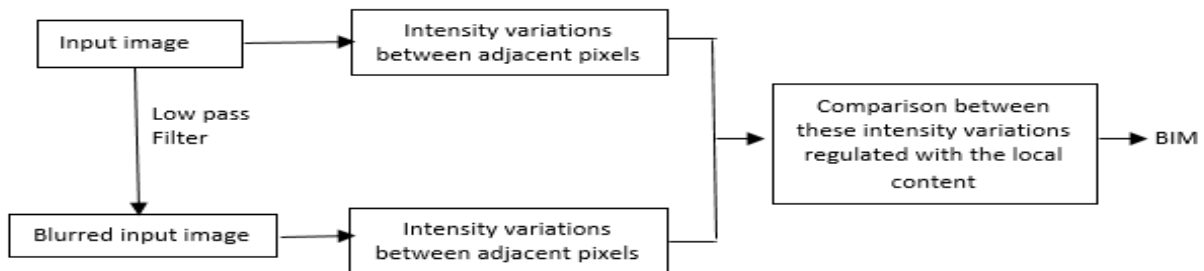 Input image
Intensity variations
between adjacent pixels
Low pass
Filter
Comparison between
these intensity variations
regulated with the local
content
BIM
Blurred input image
Intensity variations
between adjacent pixels